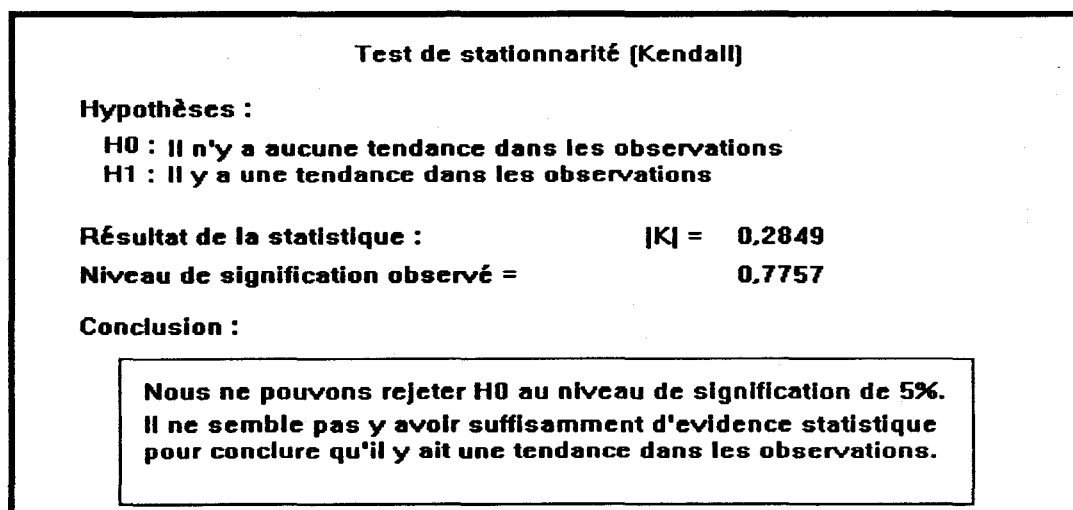 Test de stationnarité (Kendall)
Hypothèses :
H0 : Il n'y a aucune tendance dans les observations
H1 : Il y a une tendance dans les observations
Résultat de la statistique : |K| = 0,2849
Niveau de signification observé = 0,7757
Conclusion :
Nous ne pouvons rejeter H0 au niveau de signification de 5%.
Il ne semble pas y avoir suffisamment d'evidence statistique
pour conclure qu'il y ait une tendance dans les observations.